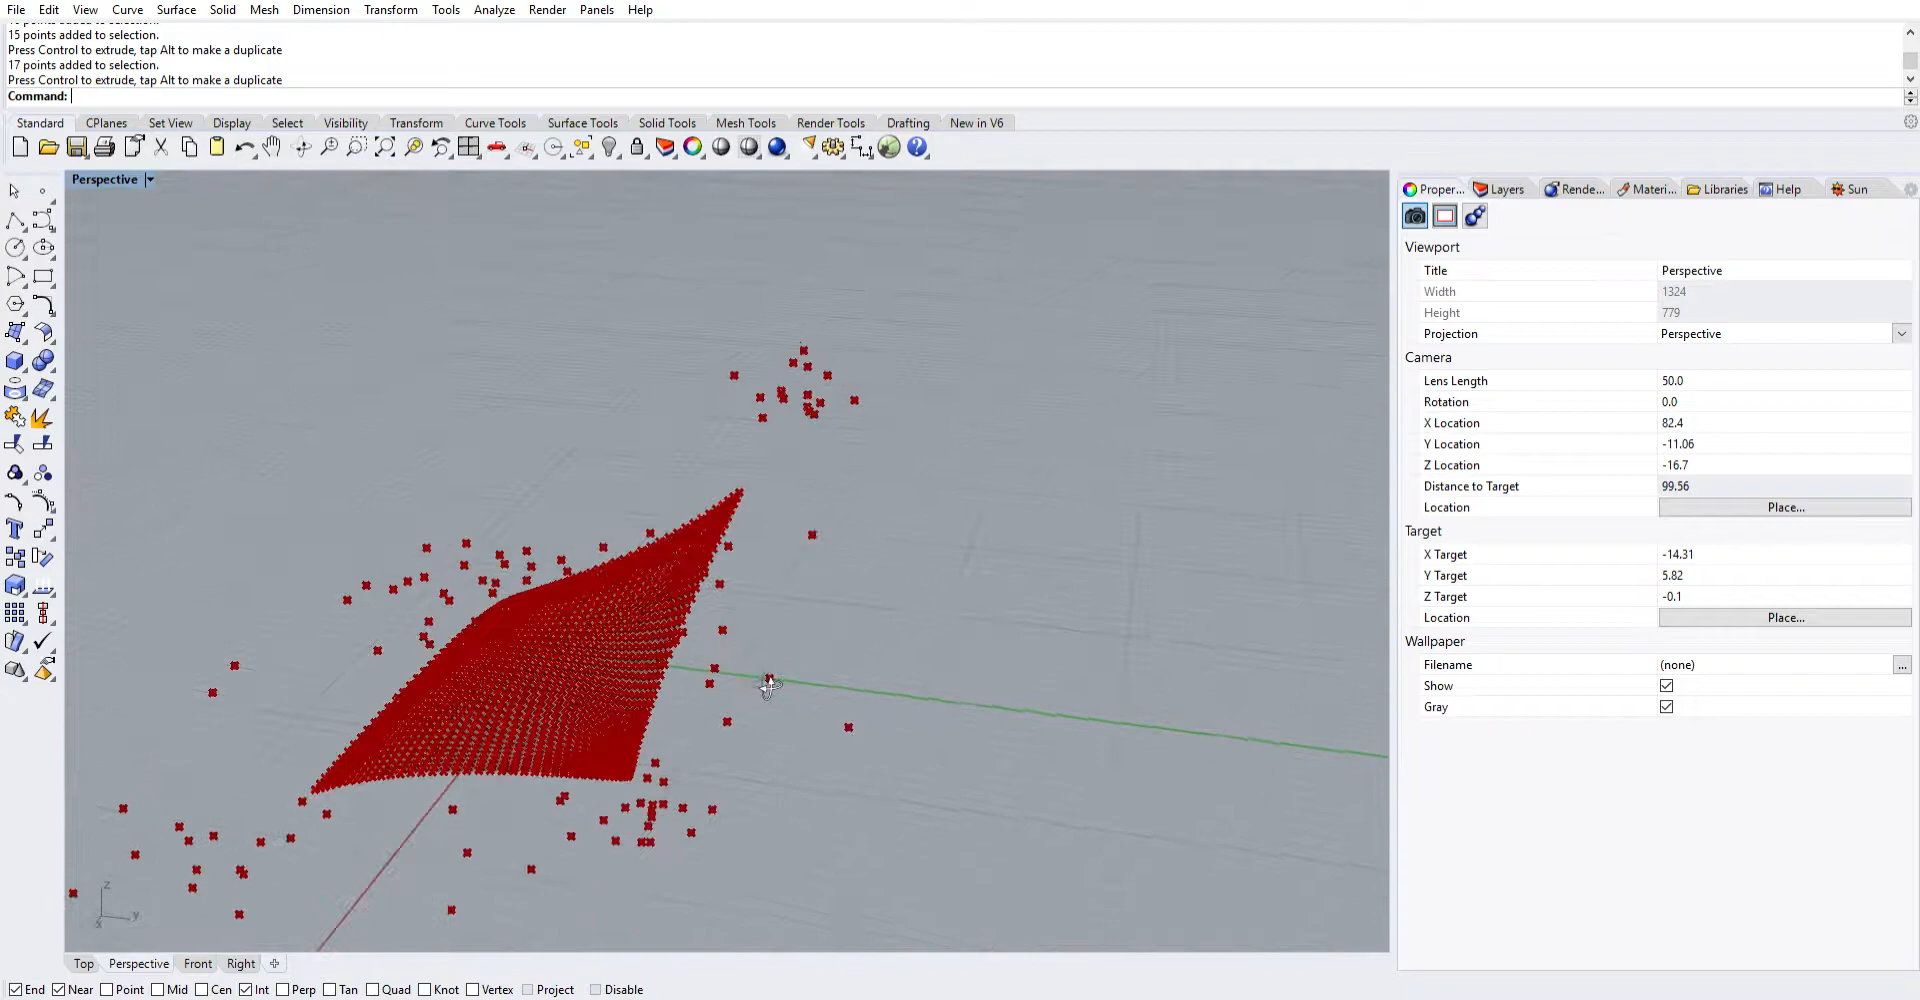 File Edit View Curve Surface Solid Mesh Dimension Transform Tools Analyze Render Panels Help
15 points added to selection.
Press Control to extrude, tap Alt to make a duplicate
17 points added to selection.
Press Control to extrude, tap Alt to make a duplicate
Command:
Standard CPlanes Set View Display Select Visibility Transform Curve Tools Surface Tools Solid Tools Mesh Tools Render Tools Drafting New in V6
Perspective
Proper... Layers Rende... Materi... Libraries Help Sun
Viewport
Title Perspective
Width 1324
Height 779
Projection Perspective
Camera
Lens Length 50.0
Rotation 0.0
X Location 82.4
Y Location -11.06
Z Location -16.7
Distance to Target 99.56
Location Place...
Target
X Target -14.31
Y Target 5.82
Z Target -0.1
Location Place...
Wallpaper
Filename (none) ...
Show
Gray
z
y
x
Top Perspective Front Right
End Near Point Mid Cen Int Perp Tan Quad Knot Vertex Project Disable